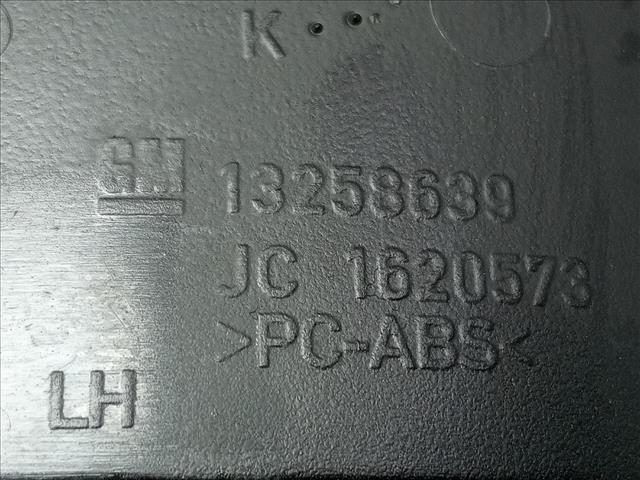 K
GM 13258639
JC 1620573
>PC-ABS<
LH